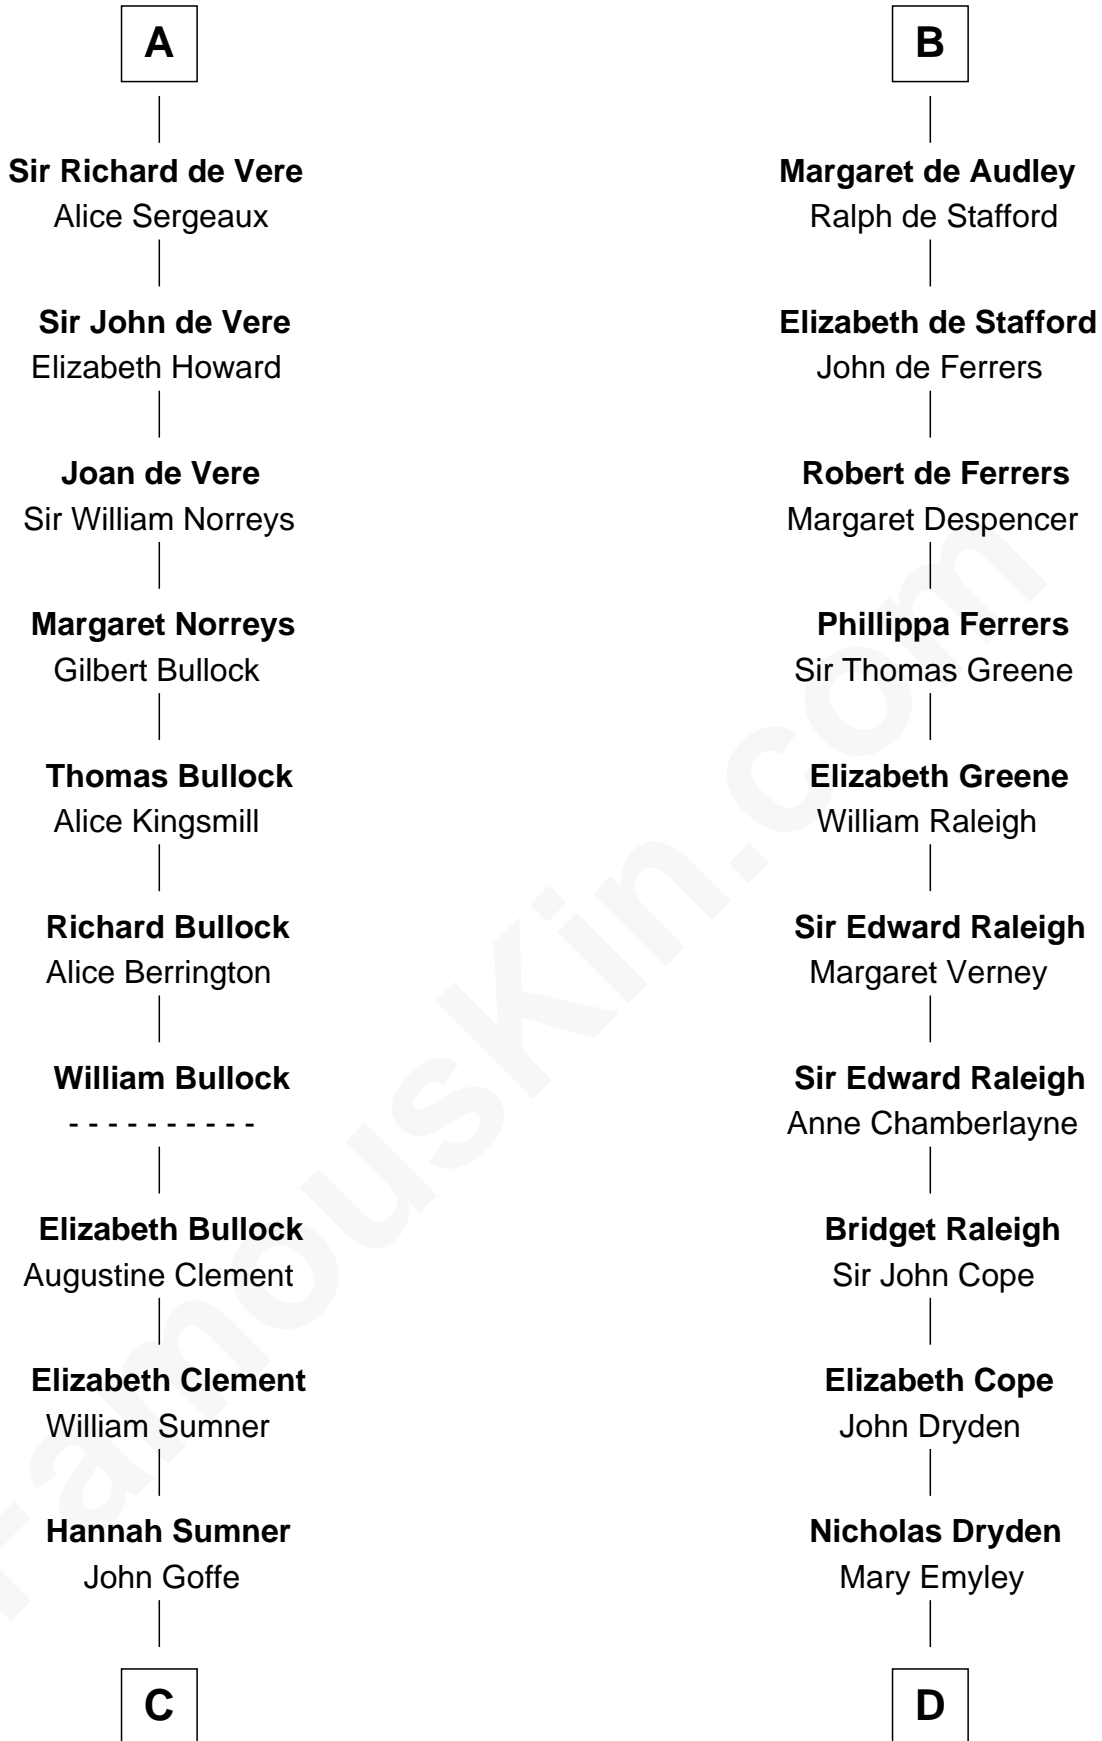 A
Sir Richard de Vere
Alice Sergeaux
Sir John de Vere
Elizabeth Howard
Joan de Vere
Sir William Norreys
Margaret Norreys
Gilbert Bullock
Thomas Bullock
Alice Kingsmill
Richard Bullock
Alice Berrington
William Bullock
- - - - - - - - - -
Elizabeth Bullock
Augustine Clement
Elizabeth Clement
William Sumner
Hannah Sumner
John Goffe
C
B
Margaret de Audley
Ralph de Stafford
Elizabeth de Stafford
John de Ferrers
Robert de Ferrers
Margaret Despencer
Phillippa Ferrers
Sir Thomas Greene
Elizabeth Greene
William Raleigh
Sir Edward Raleigh
Margaret Verney
Sir Edward Raleigh
Anne Chamberlayne
Bridget Raleigh
Sir John Cope
Elizabeth Cope
John Dryden
Nicholas Dryden
Mary Emyley
D
FamousKin.com